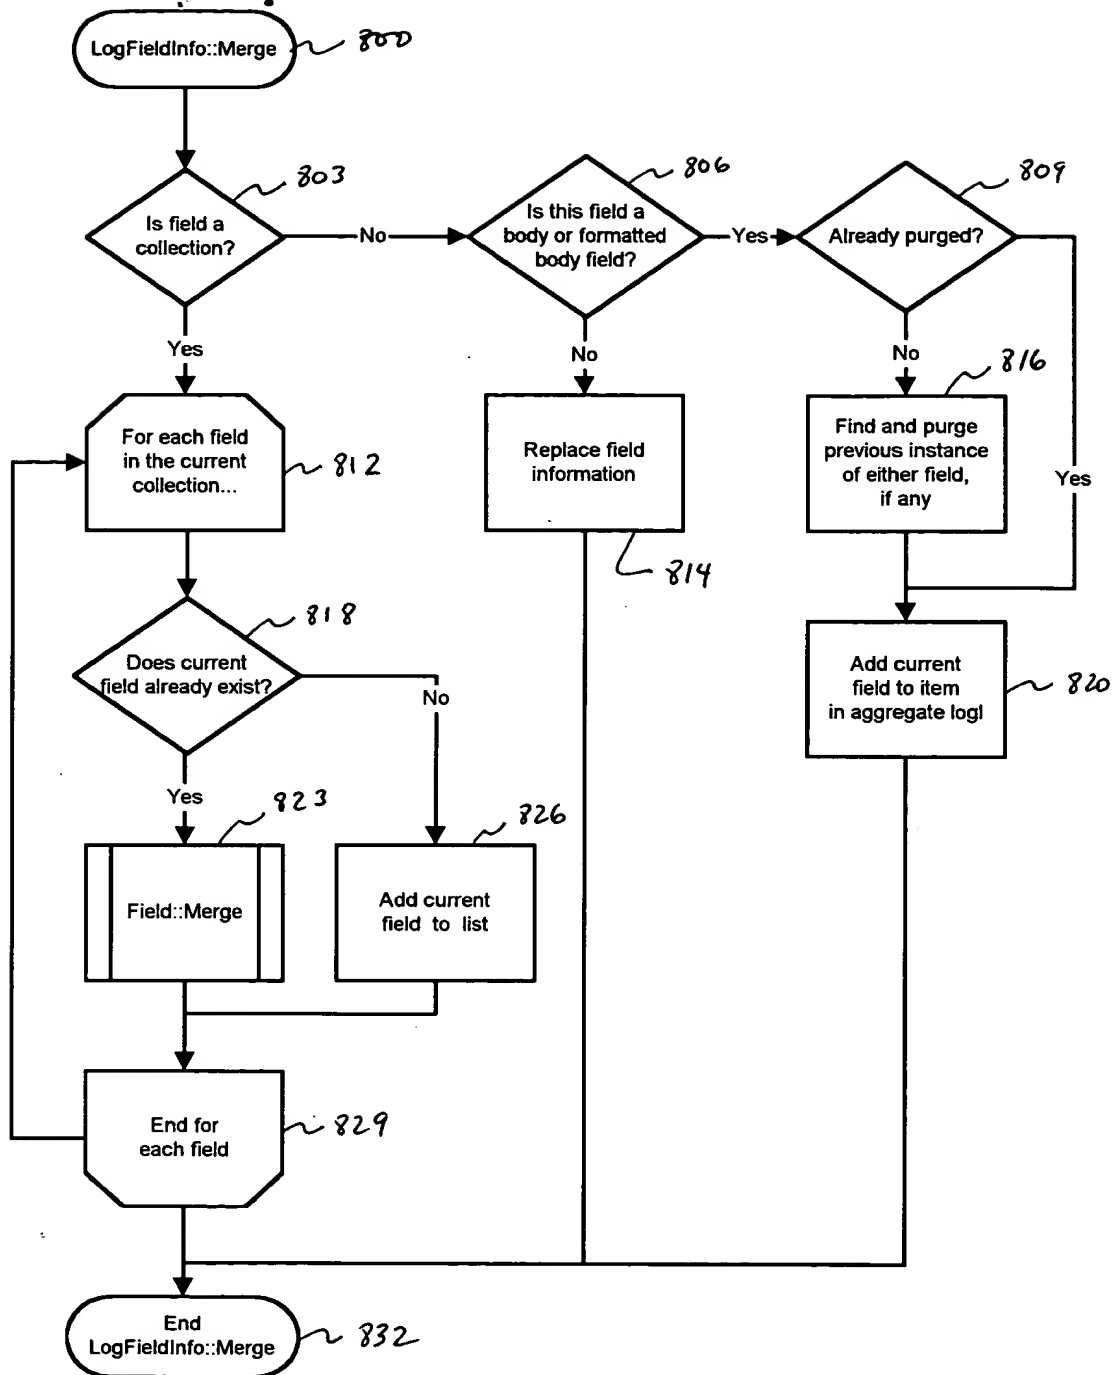 LogFieldInfo::Merge
800
Is field a
collection?
803
No
Is this field a
body or formatted
body field?
806
Yes
Already purged?
809
Yes
No
No
816
For each field
in the current
collection...
812
Replace field
information
814
Find and purge
previous instance
of either field,
if any
Yes
Does current
field already exist?
818
No
Add current
field to item
in aggregate logl
820
Yes
823
Field::Merge
826
Add current
field to list
End for
each field
829
End
LogFieldInfo::Merge
832